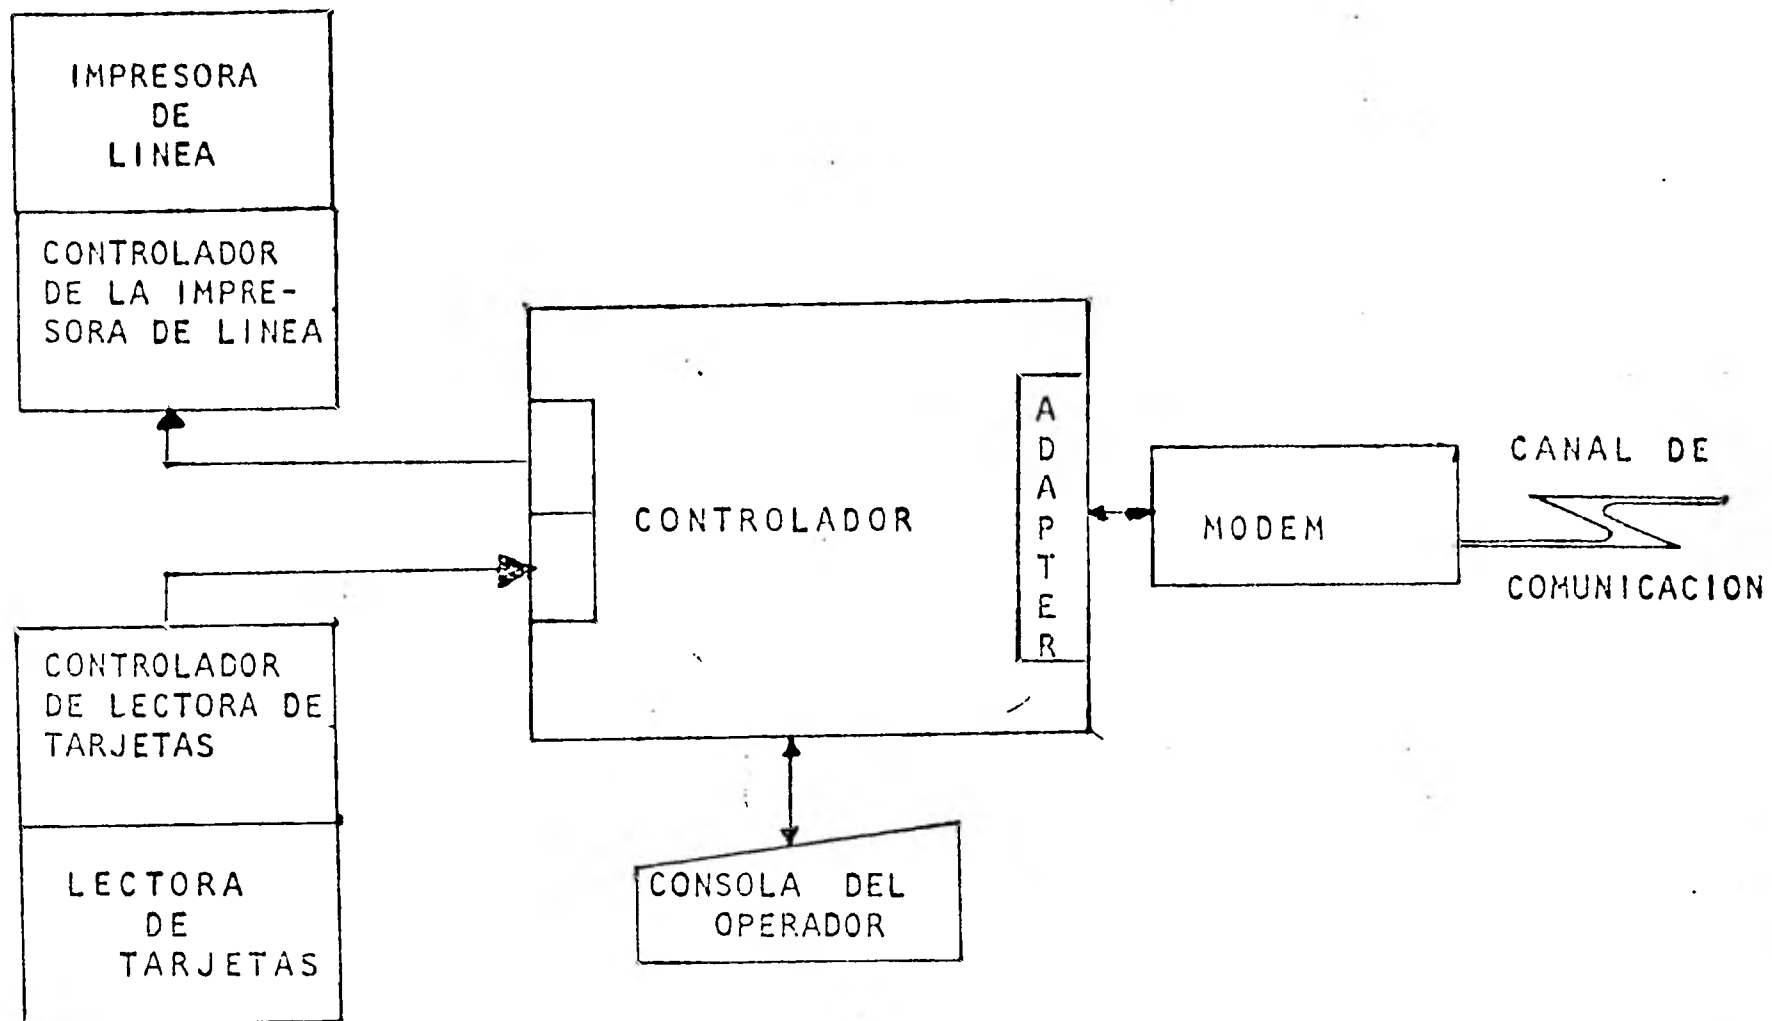 IMPRESORA
DE
LINEA
CONTROLADOR
DE LA IMPRE-
SORA DE LINEA
CONTROLADOR
ADAPTER
MODEM
CANAL DE
COMUNICACION
CONTROLADOR
DE LECTORA DE
TARJETAS
LECTORA
DE
TARJETAS
CONSOLA DEL
OPERADOR